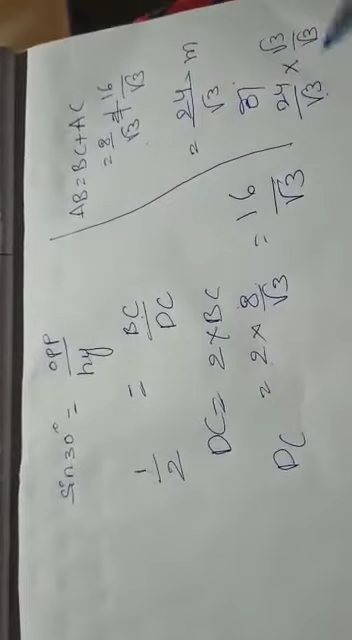 sin30° = opp/hy
1/2 = BC/DC
DC = 2 × BC
DC = 2 × 8/√3 = 16/√3
AB = BC + AC
= 8/√3 + 16/√3
= 24/√3 m
24/√3 × √3/√3